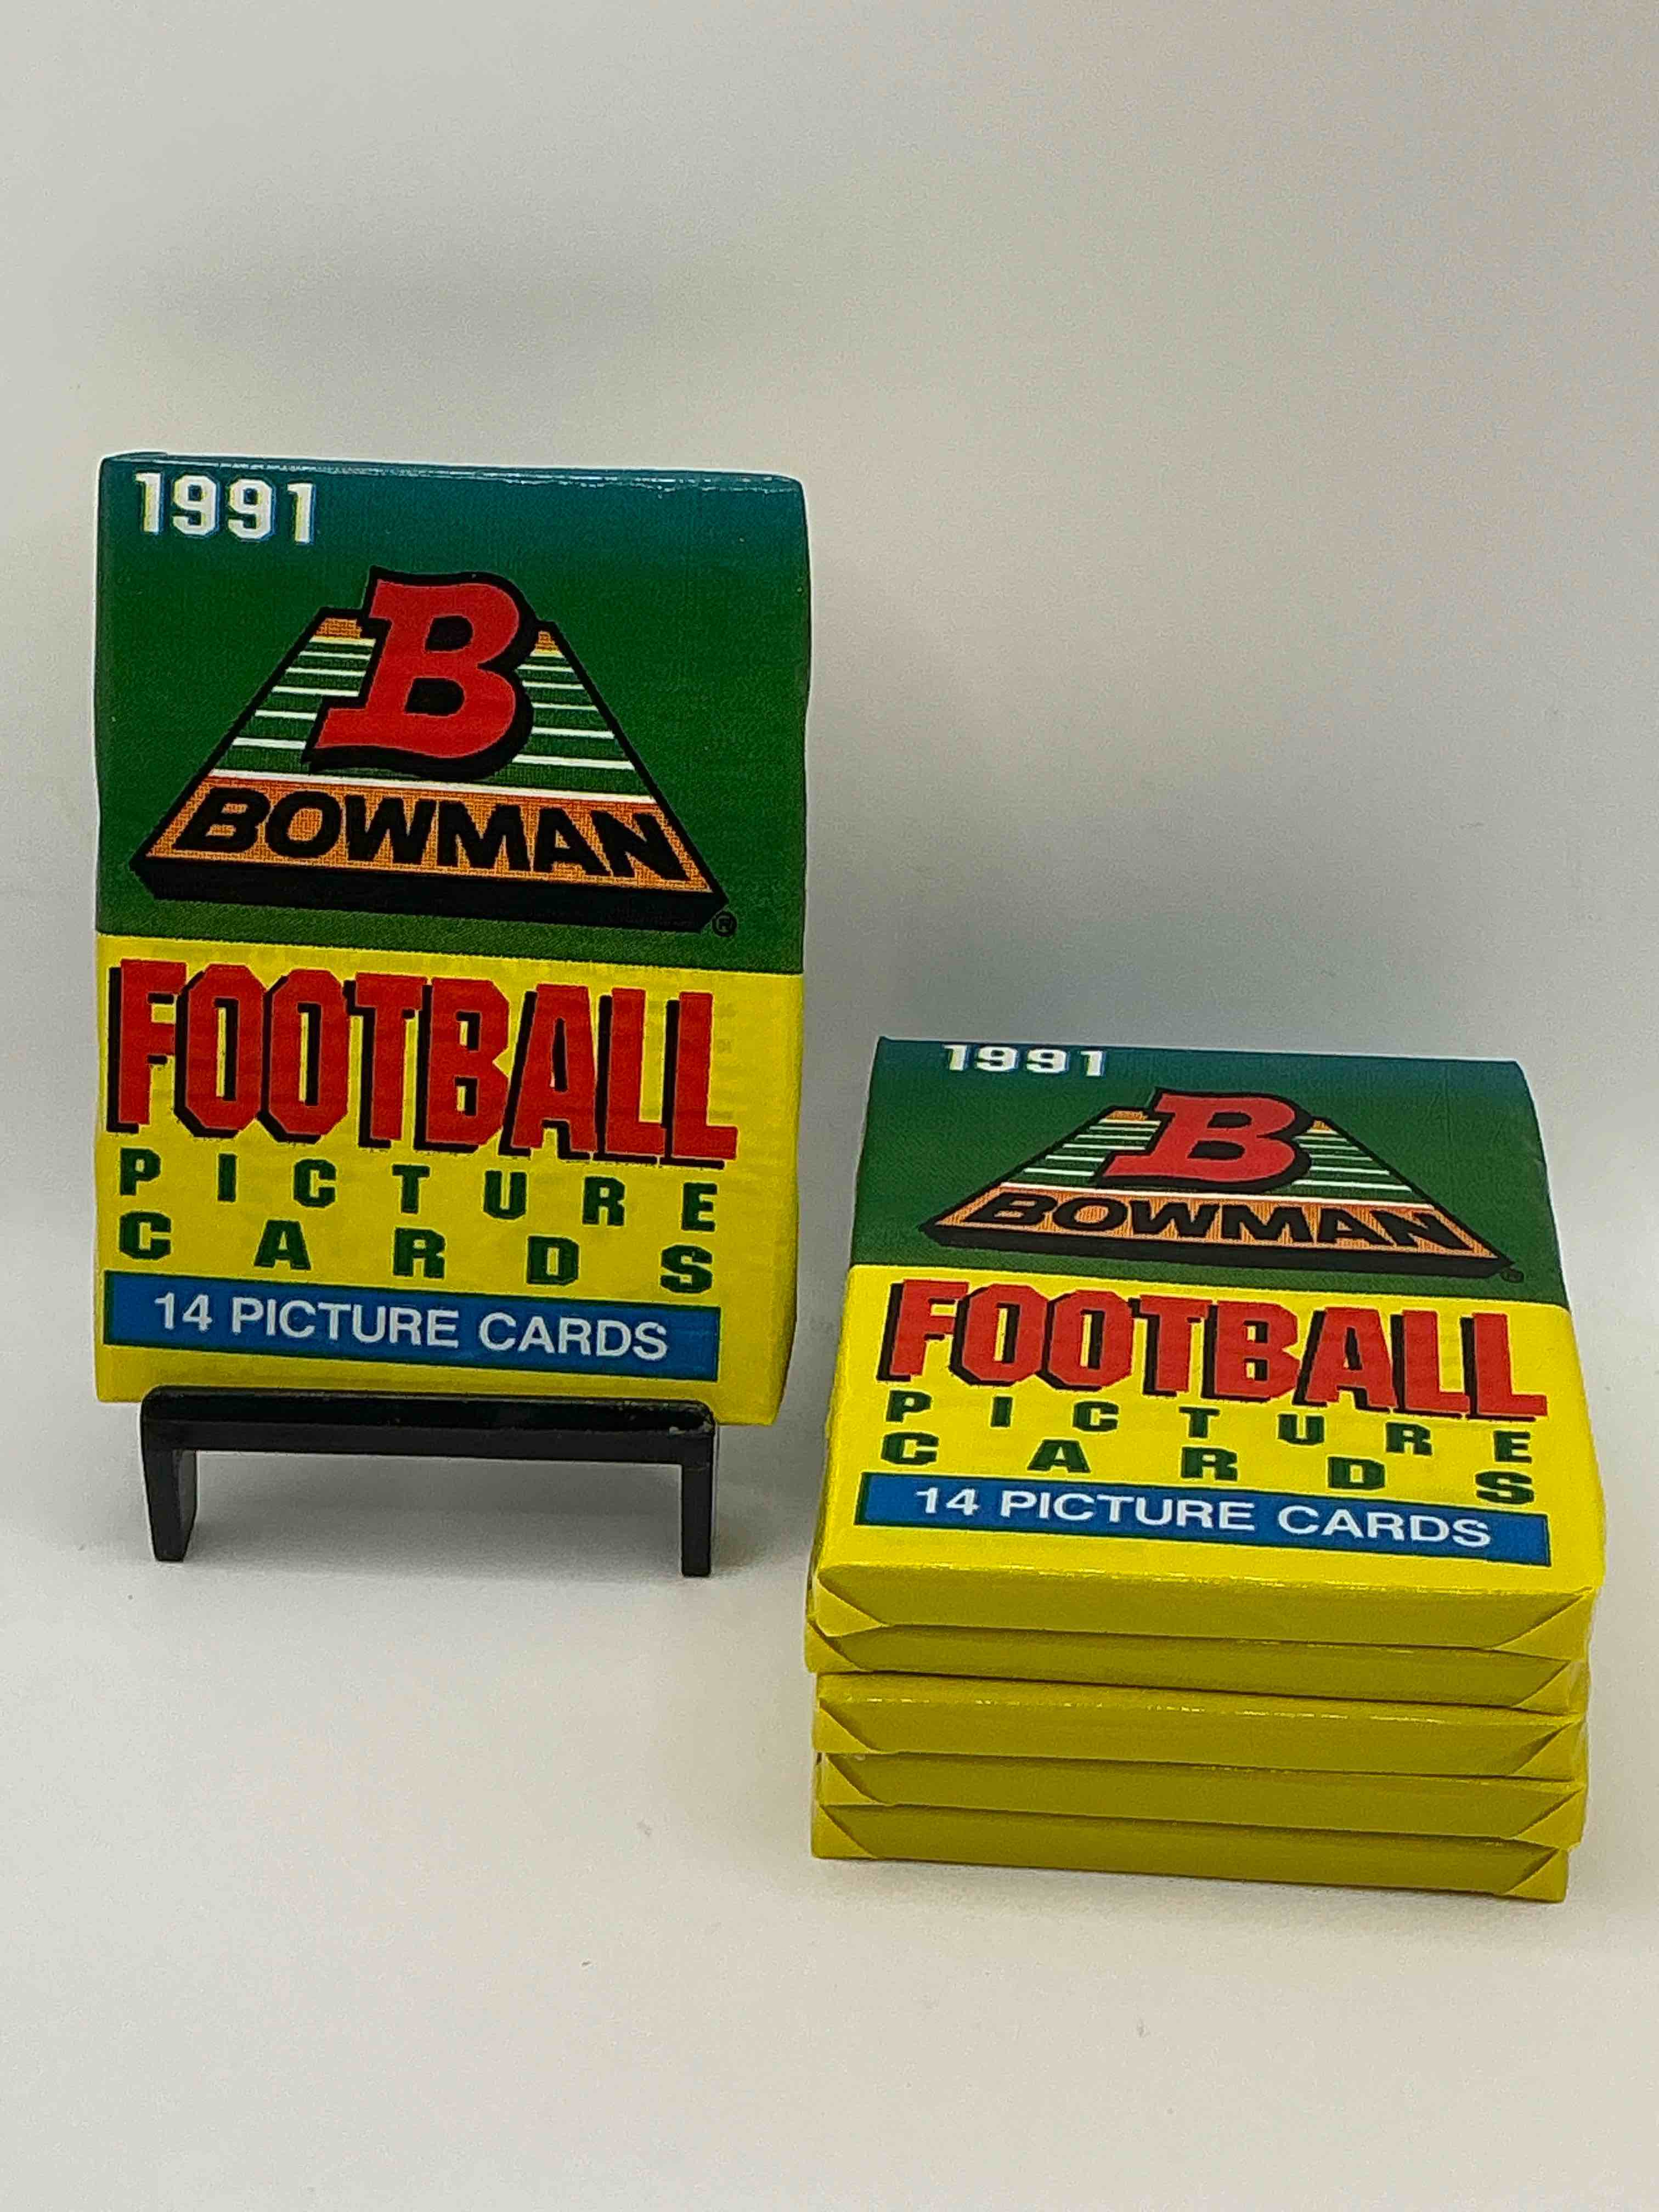 1991
B
BOWMAN
®
FOOTBALL
PICTURE
CARDS
14 PICTURE CARDS
1991
B
BOWMAN
®
FOOTBALL
PICTURE
CARDS
14 PICTURE CARDS